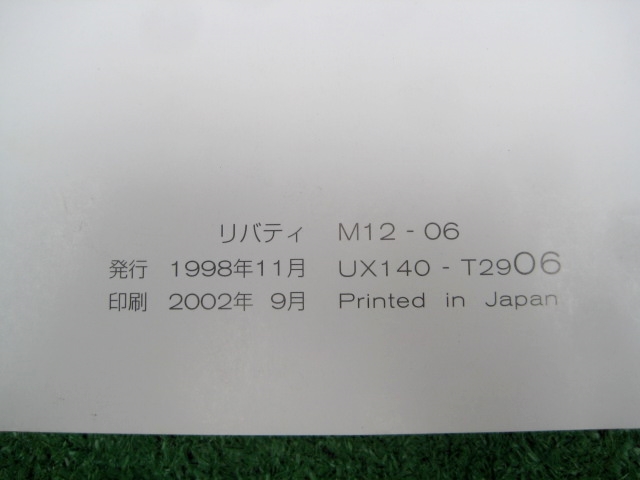 リバティ M12 - 06
発行 1998年11月 UX140 - T2906
印刷 2002年 9月 Printed in Japan